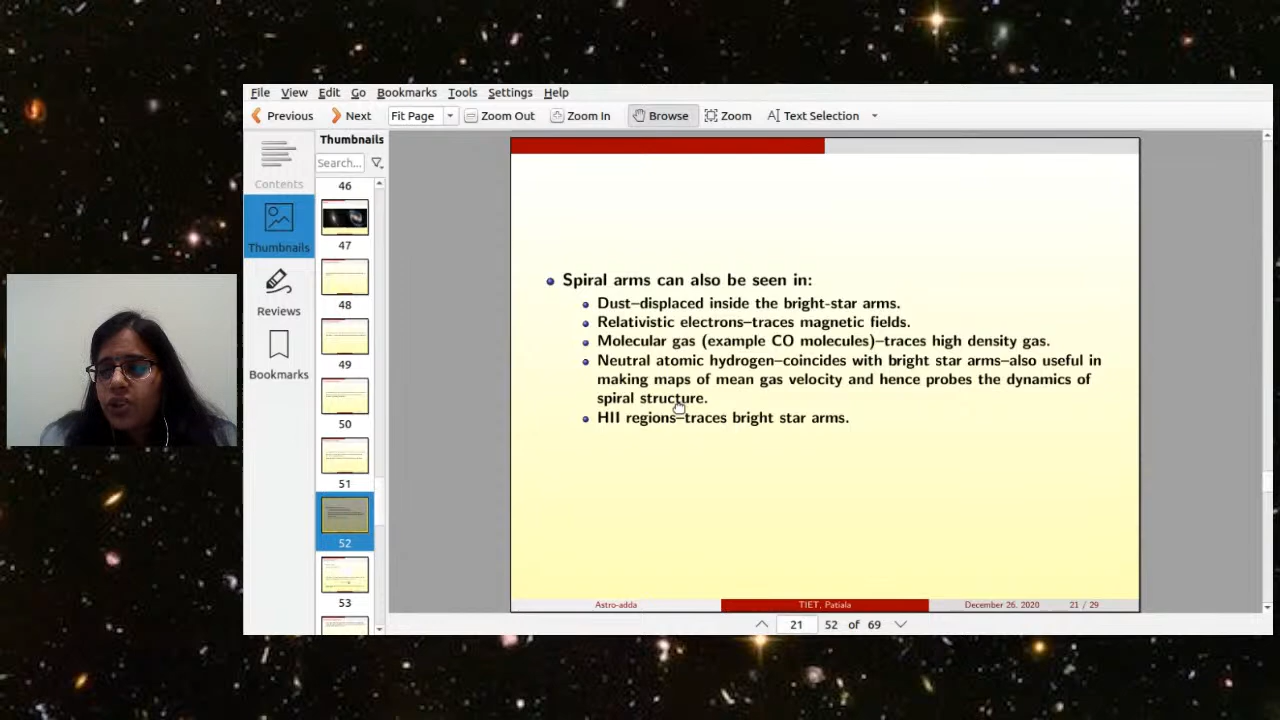 File View Edit Go Bookmarks Tools Settings Help
Previous Next Fit Page Zoom Out Zoom In Browse Zoom Text Selection
Contents
Thumbnails
Reviews
Bookmarks
Thumbnails
Search...
46
47
48
49
50
51
52
53
Spiral arms can also be seen in:
Dust–displaced inside the bright-star arms.
Relativistic electrons–traces magnetic fields.
Molecular gas (example CO molecules)–traces high density gas.
Neutral atomic hydrogen–coincides with bright star arms–also useful in
making maps of mean gas velocity and hence probes the dynamics of
spiral structure.
HII regions–traces bright star arms.
Astro-adda TIET, Patiala December 26, 2020 21 / 29
21 52 of 69